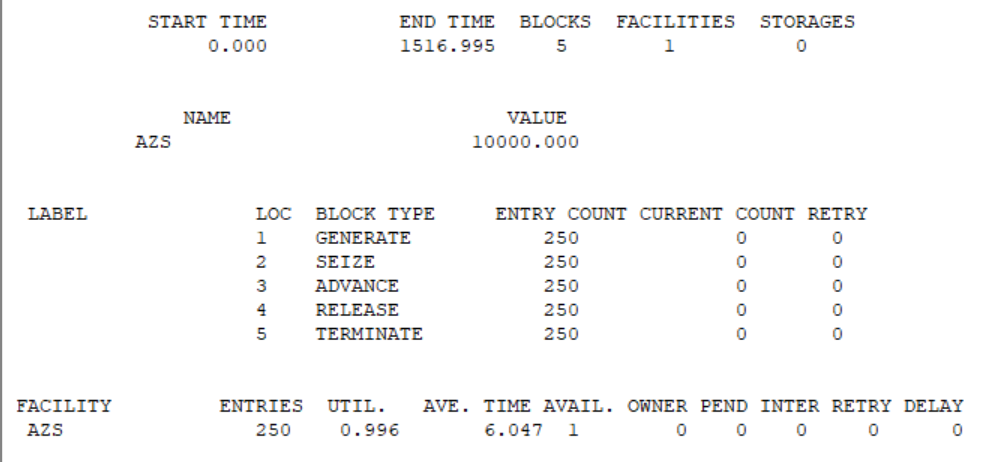 START TIME END TIME BLOCKS FACILITIES STORAGES
0.000 1516.995 5 1 0
NAME VALUE
AZS 10000.000
LABEL LOC BLOCK TYPE ENTRY COUNT CURRENT COUNT RETRY
1 GENERATE 250 0 0
2 SEIZE 250 0 0
3 ADVANCE 250 0 0
4 RELEASE 250 0 0
5 TERMINATE 250 0 0
FACILITY ENTRIES UTIL. AVE. TIME AVAIL. OWNER PEND INTER RETRY DELAY
AZS 250 0.996 6.047 1 0 0 0 0 0